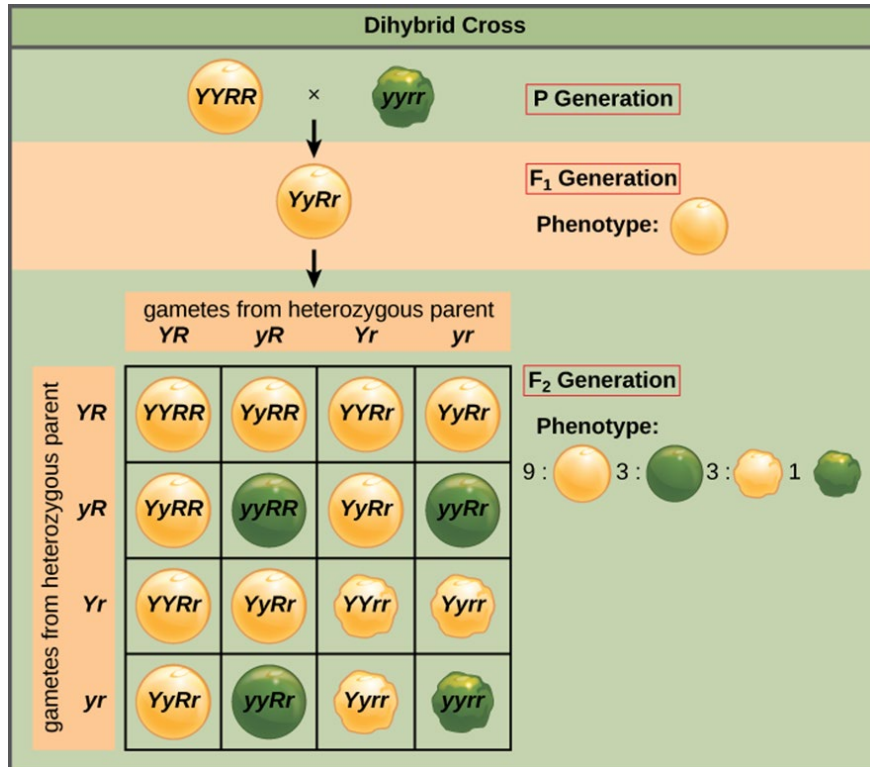 Dihybrid Cross
YYRR × yyrr P Generation
YyRr F₁ Generation
Phenotype:
gametes from heterozygous parent
YR yR Yr yr
gametes from heterozygous parent
YR YYRR YyRR YYRr YyRr
yR YyRR yyRR YyRr yyRr
Yr YYRr YyRr YYrr Yyrr
yr YyRr yyRr Yyrr yyrr
F₂ Generation
Phenotype:
9 : 3 : 3 : 1